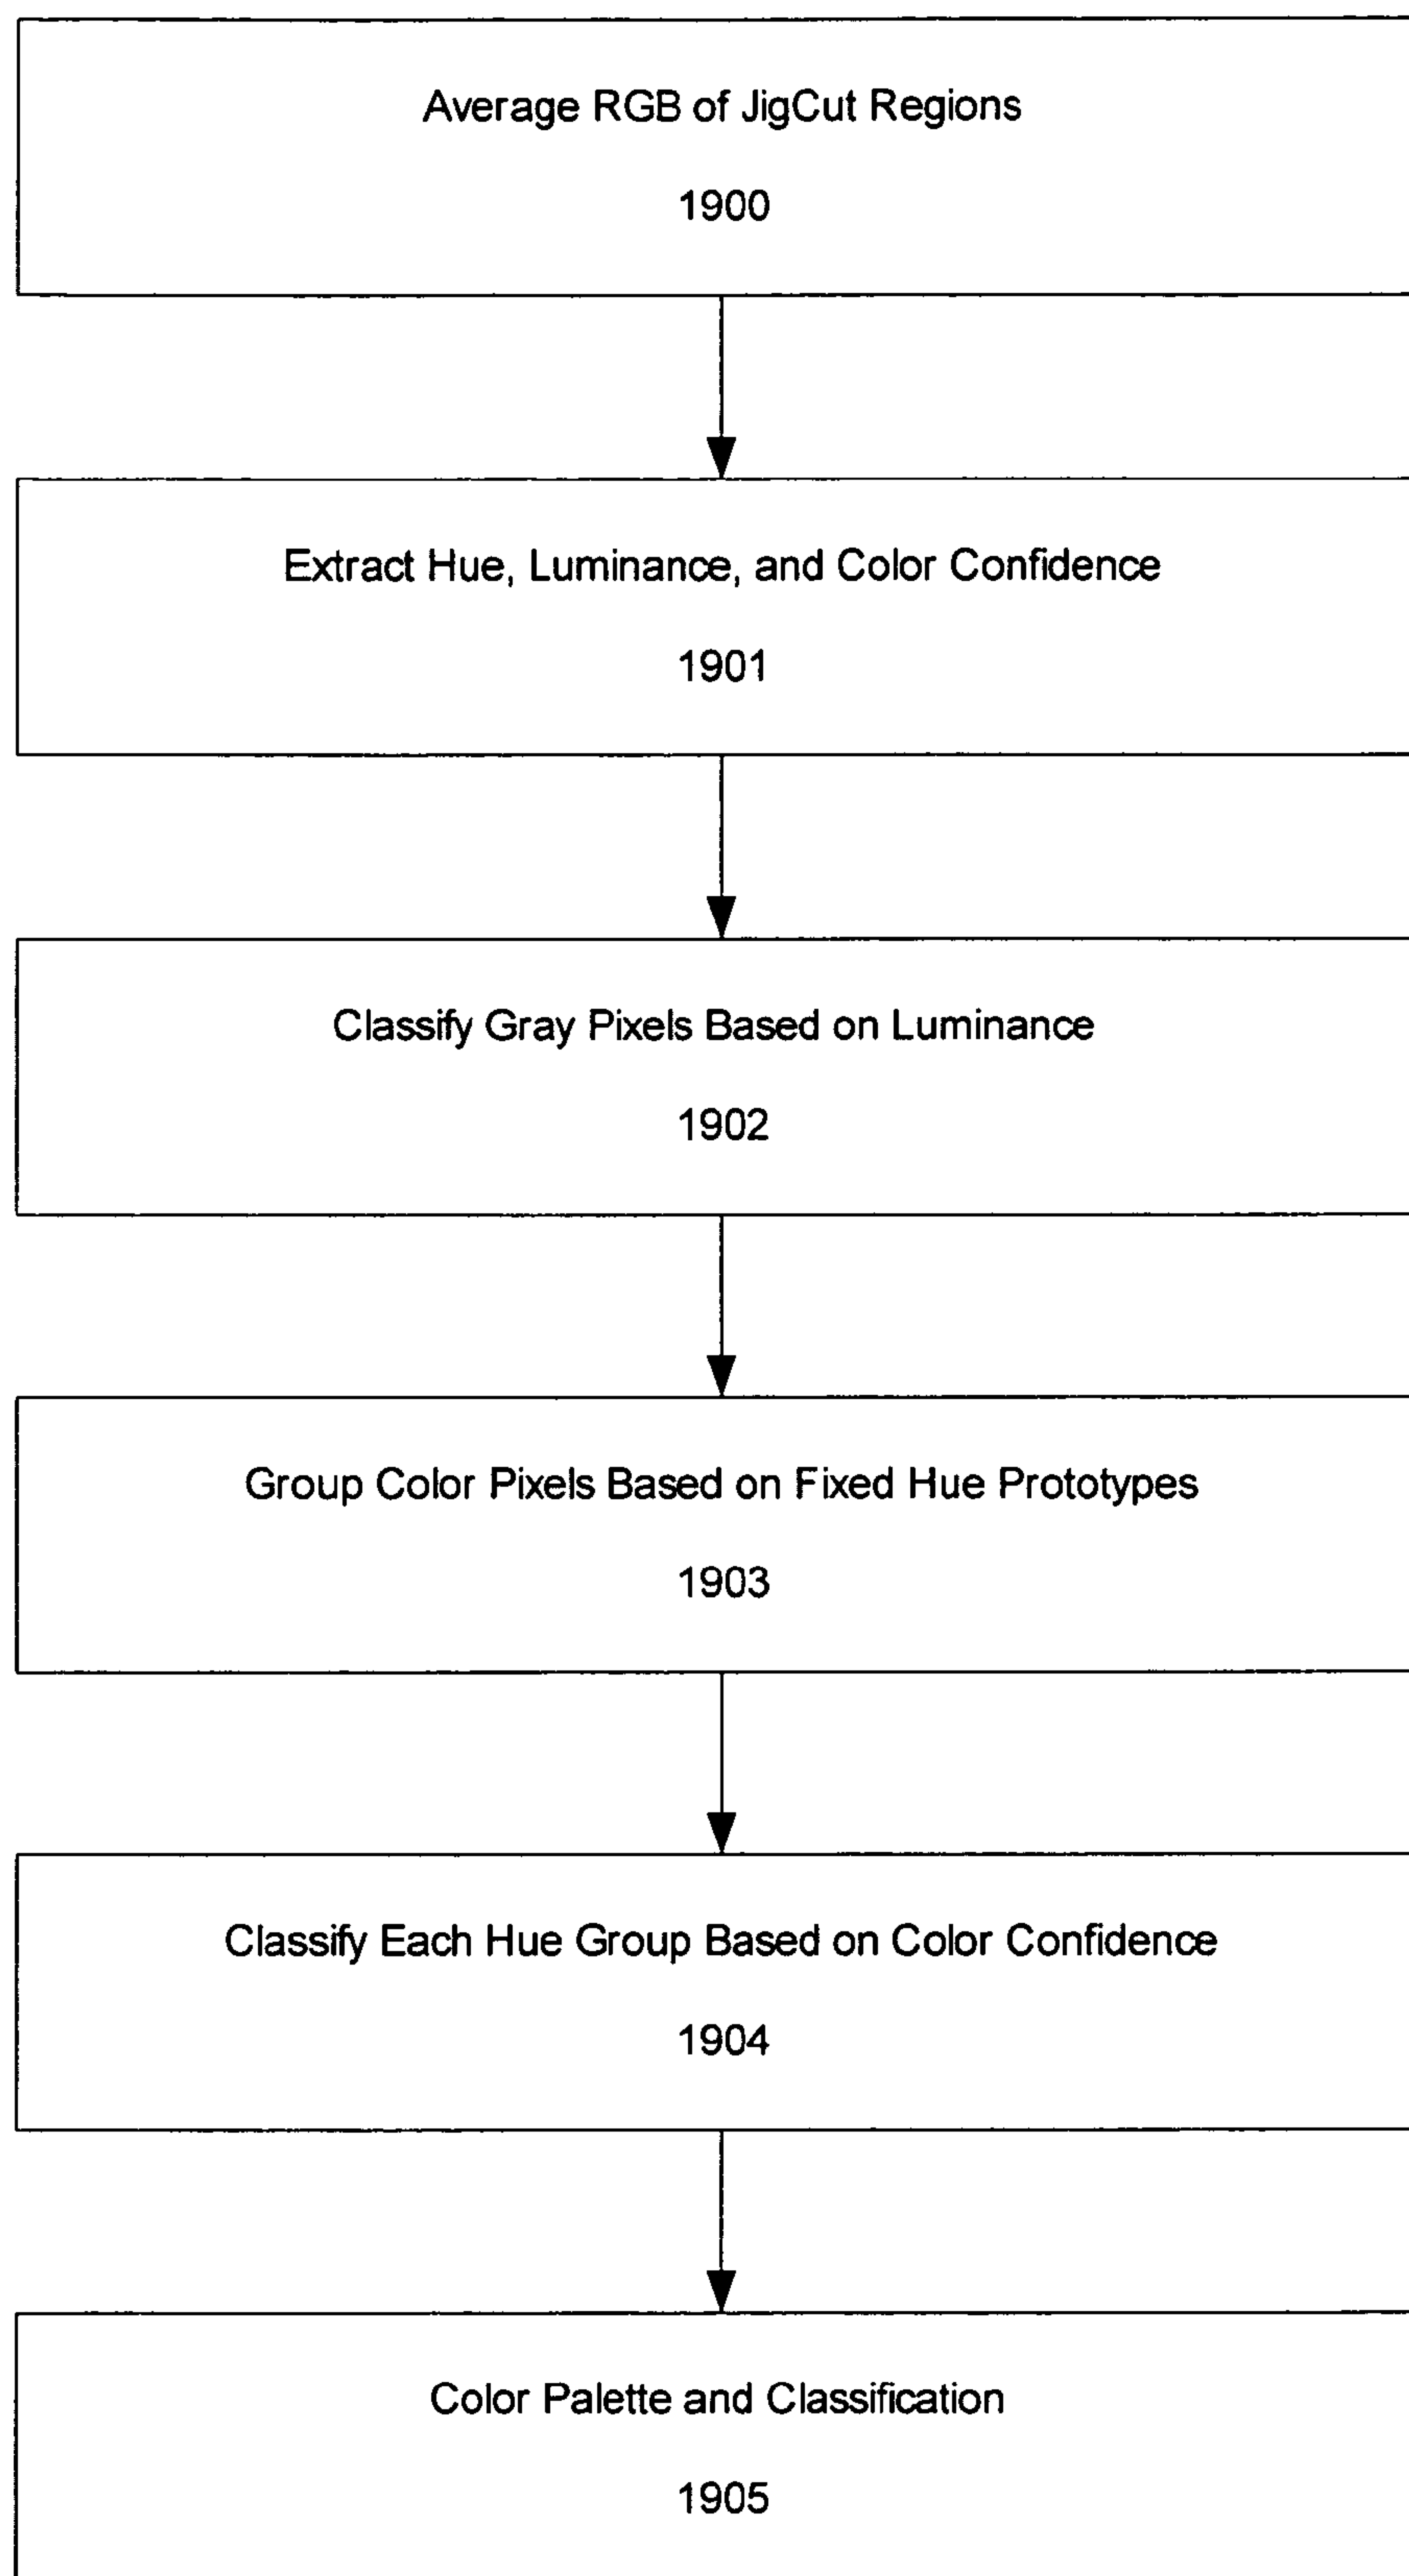 Average RGB of JigCut Regions
1900
Extract Hue, Luminance, and Color Confidence
1901
Classify Gray Pixels Based on Luminance
1902
Group Color Pixels Based on Fixed Hue Prototypes
1903
Classify Each Hue Group Based on Color Confidence
1904
Color Palette and Classification
1905